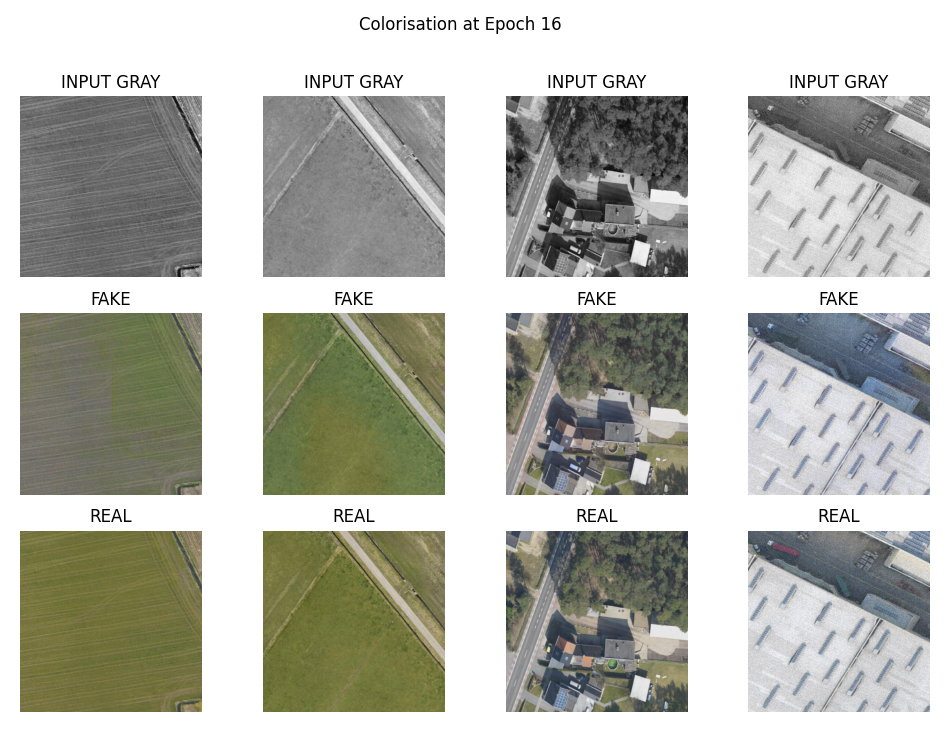 Colorisation at Epoch 16
INPUT GRAY INPUT GRAY INPUT GRAY INPUT GRAY
FAKE FAKE FAKE FAKE
REAL REAL REAL REAL